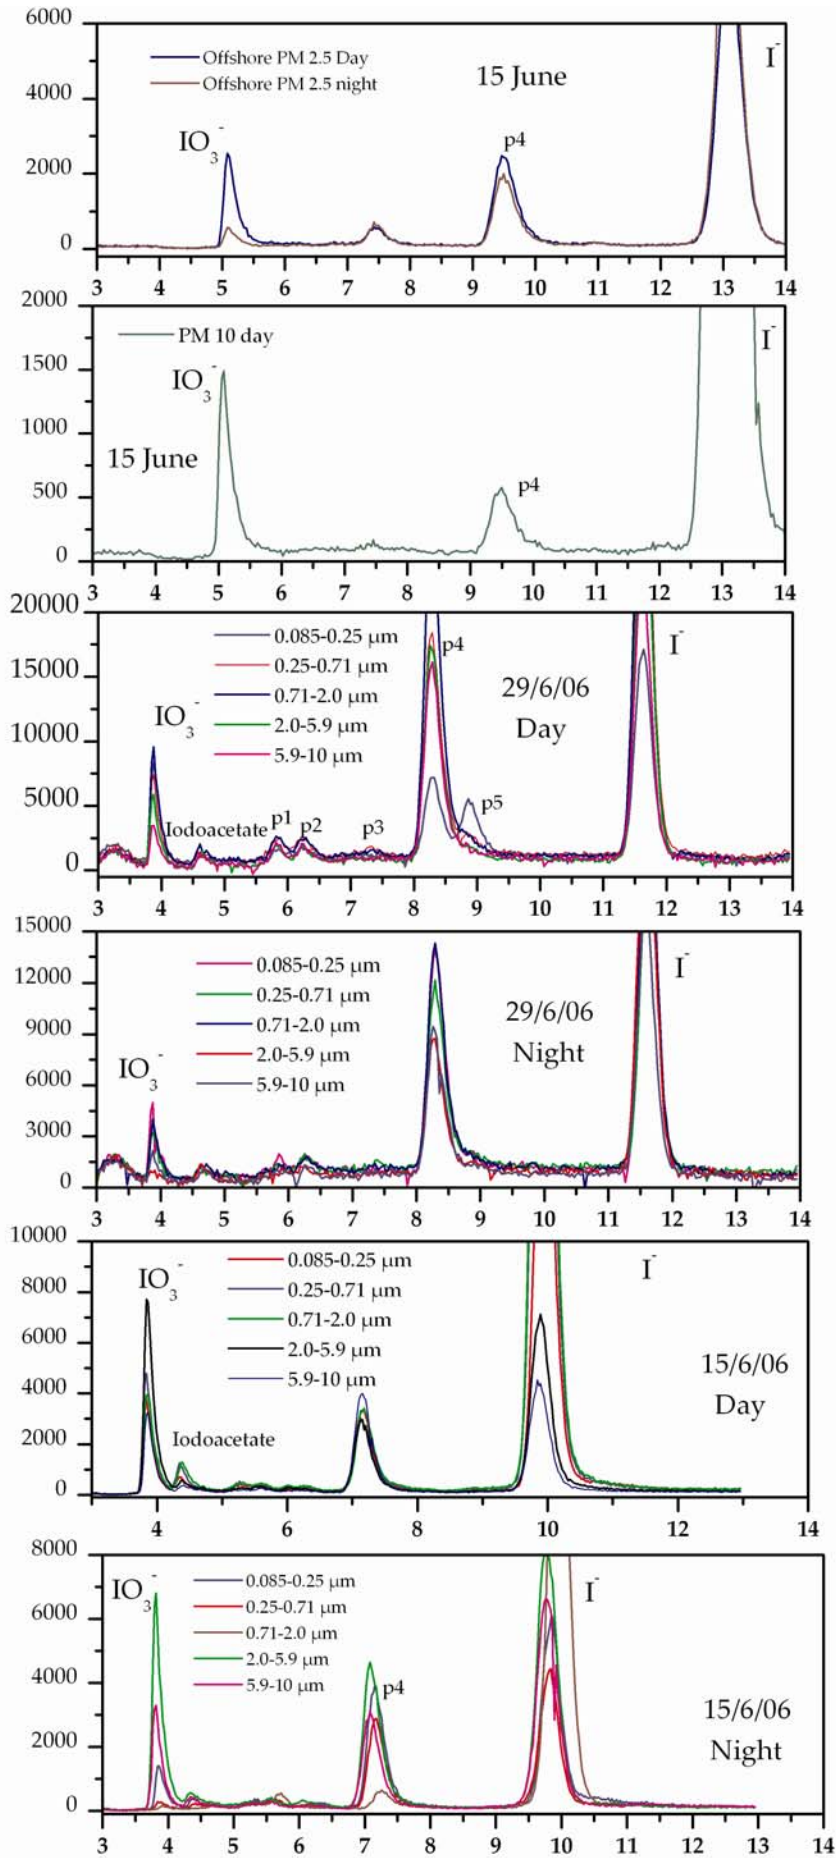 6000
4000
2000
0
Offshore PM 2.5 Day
Offshore PM 2.5 night
15 June
IO3-
p4
I-
3 4 5 6 7 8 9 10 11 12 13 14
2000
1500
1000
500
0
PM 10 day
IO3-
15 June
p4
I-
3 4 5 6 7 8 9 10 11 12 13 14
20000
15000
10000
5000
0
0.085-0.25 µm
0.25-0.71 µm
0.71-2.0 µm
2.0-5.9 µm
5.9-10 µm
p4
I-
29/6/06
Day
IO3-
Iodoacetate p1 p2 p3 p5
3 4 5 6 7 8 9 10 11 12 13 14
15000
12000
9000
6000
3000
0
0.085-0.25 µm
0.25-0.71 µm
0.71-2.0 µm
2.0-5.9 µm
5.9-10 µm
I-
29/6/06
Night
IO3-
3 4 5 6 7 8 9 10 11 12 13 14
10000
8000
6000
4000
2000
0
IO3-
0.085-0.25 µm
0.25-0.71 µm
0.71-2.0 µm
2.0-5.9 µm
5.9-10 µm
I-
15/6/06
Day
Iodoacetate
4 6 8 10 12 14
8000
6000
4000
2000
0
IO3-
0.085-0.25 µm
0.25-0.71 µm
0.71-2.0 µm
2.0-5.9 µm
5.9-10 µm
I-
p4
15/6/06
Night
3 4 5 6 7 8 9 10 11 12 13 14